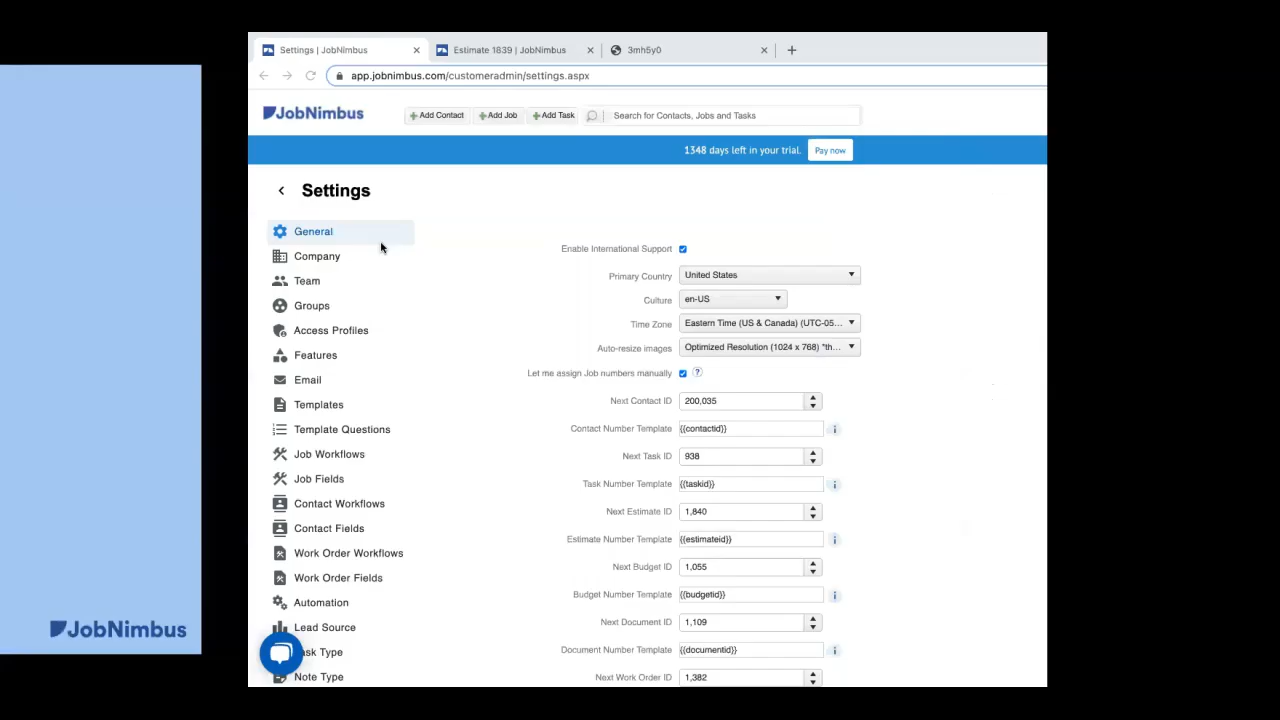 Settings | JobNimbus
Estimate 1839 | JobNimbus
3mh5y0
app.jobnimbus.com/customeradmin/settings.aspx
JobNimbus
Add Contact
Add Job
Add Task
Search for Contacts, Jobs and Tasks
1348 days left in your trial.
Pay now
Settings
General
Company
Team
Groups
Access Profiles
Features
Email
Templates
Template Questions
Job Workflows
Job Fields
Contact Workflows
Contact Fields
Work Order Workflows
Work Order Fields
Automation
Lead Source
ask Type
Note Type
Enable International Support
Primary Country United States
Culture en-US
Time Zone Eastern Time (US & Canada) (UTC-05...
Auto-resize images Optimized Resolution (1024 x 768) *th...
Let me assign Job numbers manually ?
Next Contact ID 200,035
Contact Number Template {{contactid}} i
Next Task ID 938
Task Number Template {{taskid}} i
Next Estimate ID 1,840
Estimate Number Template {{estimateid}} i
Next Budget ID 1,055
Budget Number Template {{budgetid}} i
Next Document ID 1,109
Document Number Template {{documentid}} i
Next Work Order ID 1,382
JobNimbus